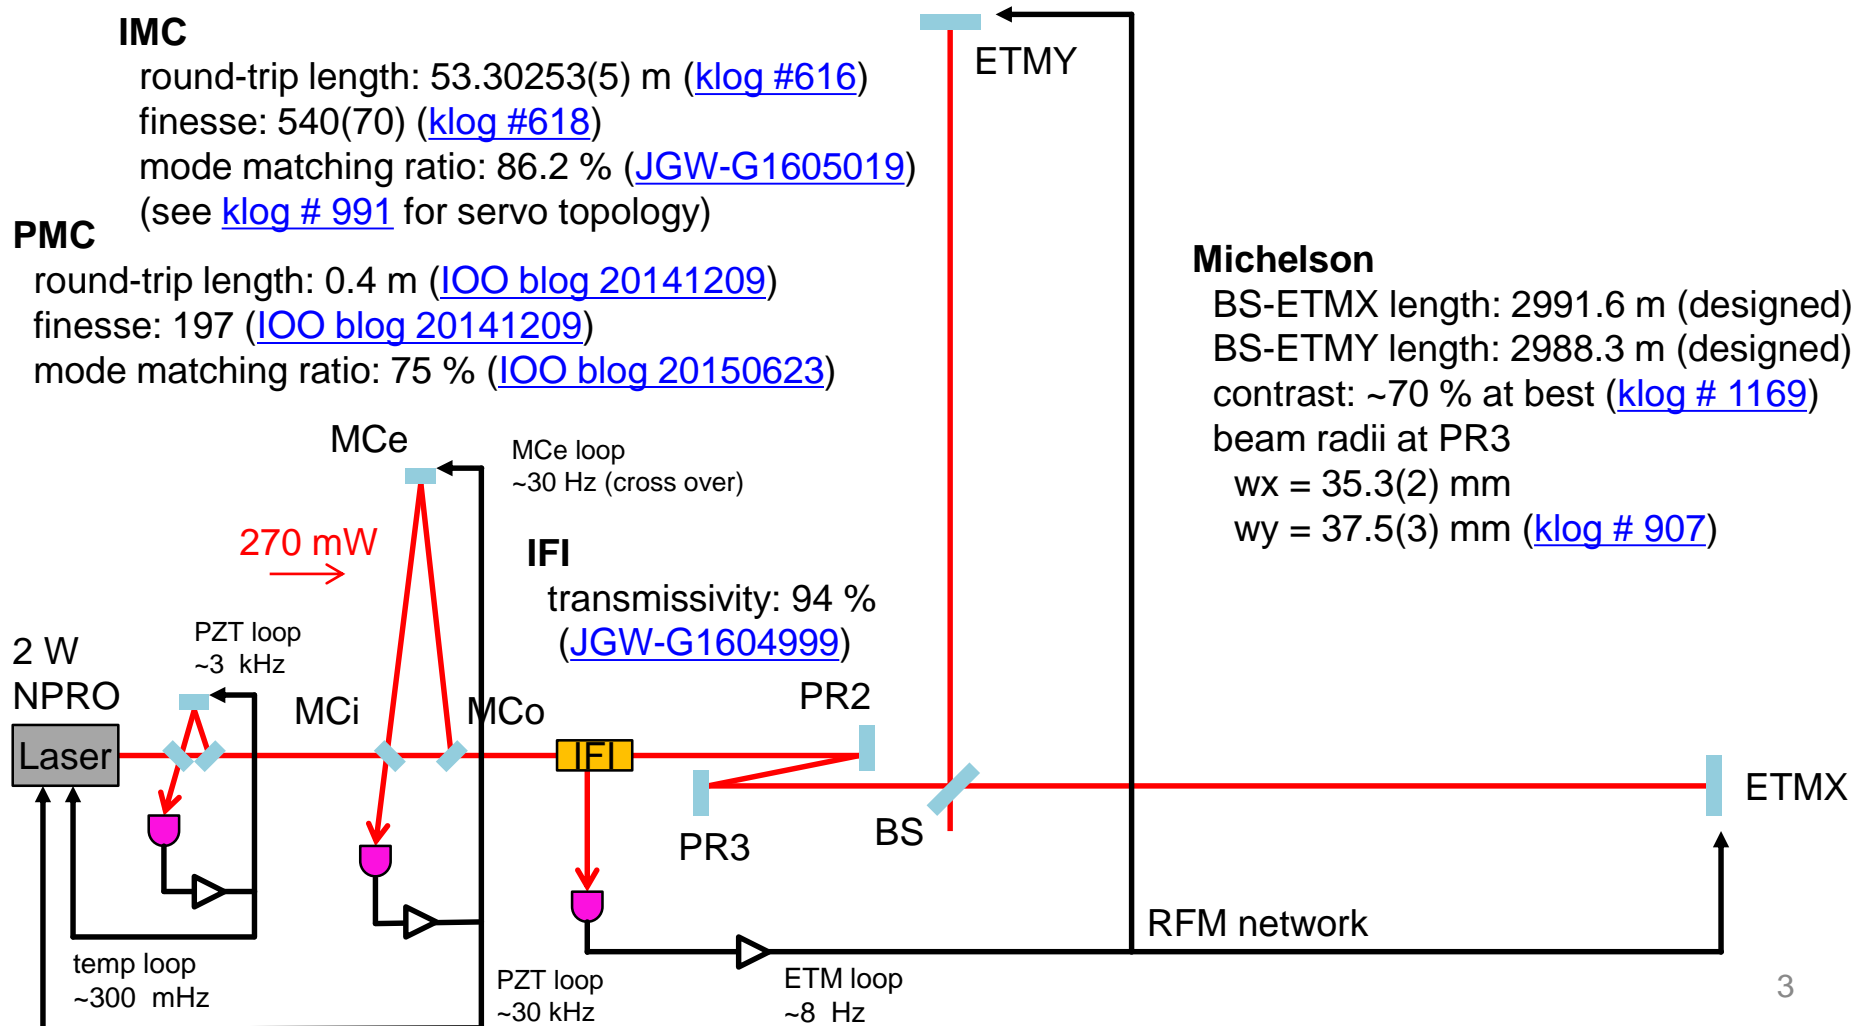 IMC
round-trip length: 53.30253(5) m (klog #616)
finesse: 540(70) (klog #618)
mode matching ratio: 86.2 % (JGW-G1605019)
(see klog # 991 for servo topology)
PMC
round-trip length: 0.4 m (IOO blog 20141209)
finesse: 197 (IOO blog 20141209)
mode matching ratio: 75 % (IOO blog 20150623)
ETMY
Michelson
BS-ETMX length: 2991.6 m (designed)
BS-ETMY length: 2988.3 m (designed)
contrast: ~70 % at best (klog # 1169)
beam radii at PR3
wx = 35.3(2) mm
wy = 37.5(3) mm (klog # 907)
MCe
MCe loop
~30 Hz (cross over)
270 mW
IFI
transmissivity: 94 %
(JGW-G1604999)
PZT loop
~3 kHz
2 W
NPRO
Laser
MCi
MCo
IFI
PR2
PR3
BS
ETMX
RFM network
temp loop
~300 mHz
PZT loop
~30 kHz
ETM loop
~8 Hz
3